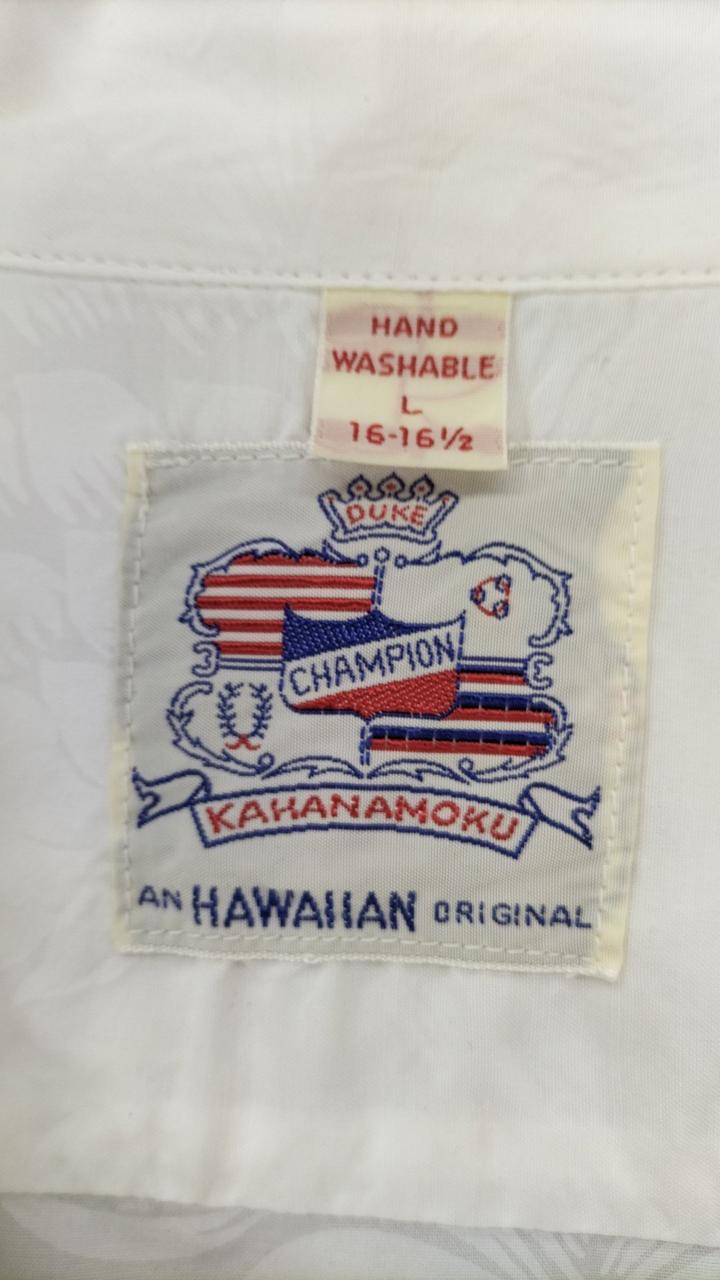 HAND
WASHABLE
L
16-16½
DUKE
CHAMPION
KAHANAMOKU
AN HAWAIIAN ORIGINAL